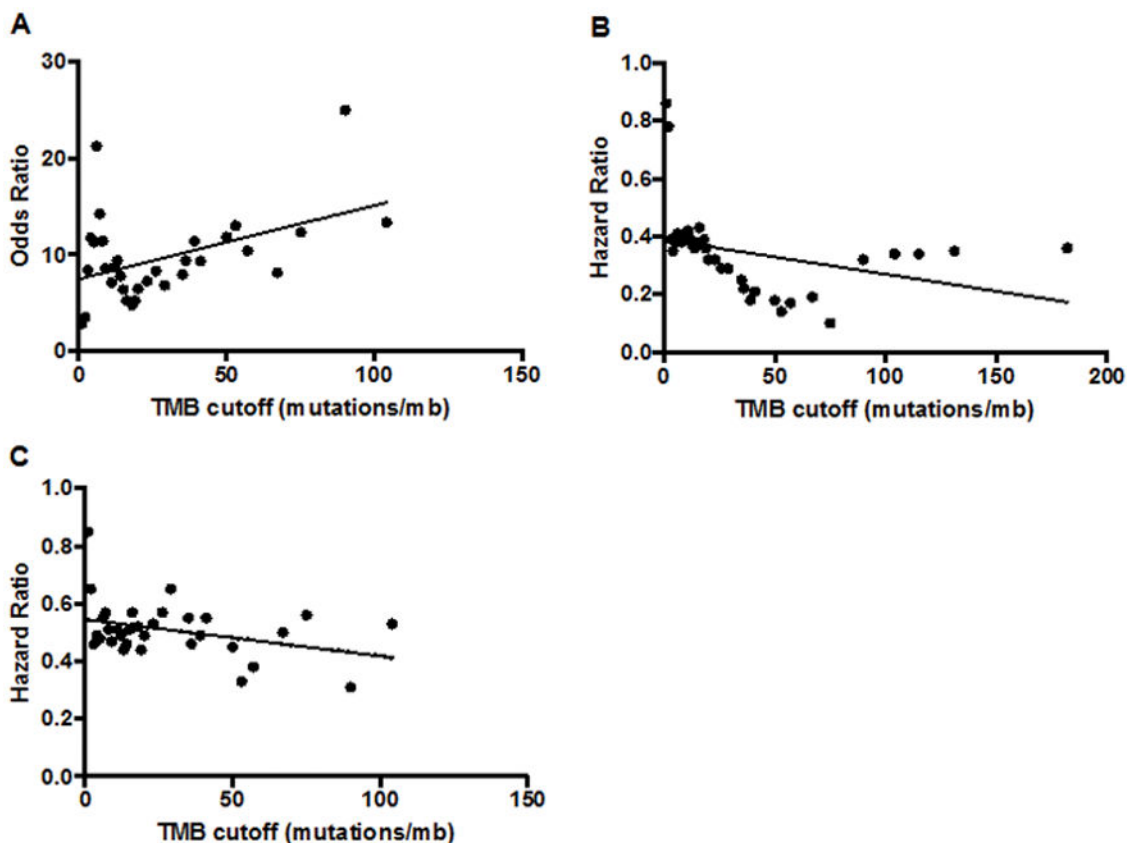 A
30
20
10
0
Odds Ratio
0 50 100 150
TMB cutoff (mutations/mb)
B
1.0
0.8
0.6
0.4
0.2
0.0
Hazard Ratio
0 50 100 150 200
TMB cutoff (mutations/mb)
C
1.0
0.8
0.6
0.4
0.2
0.0
Hazard Ratio
0 50 100 150
TMB cutoff (mutations/mb)